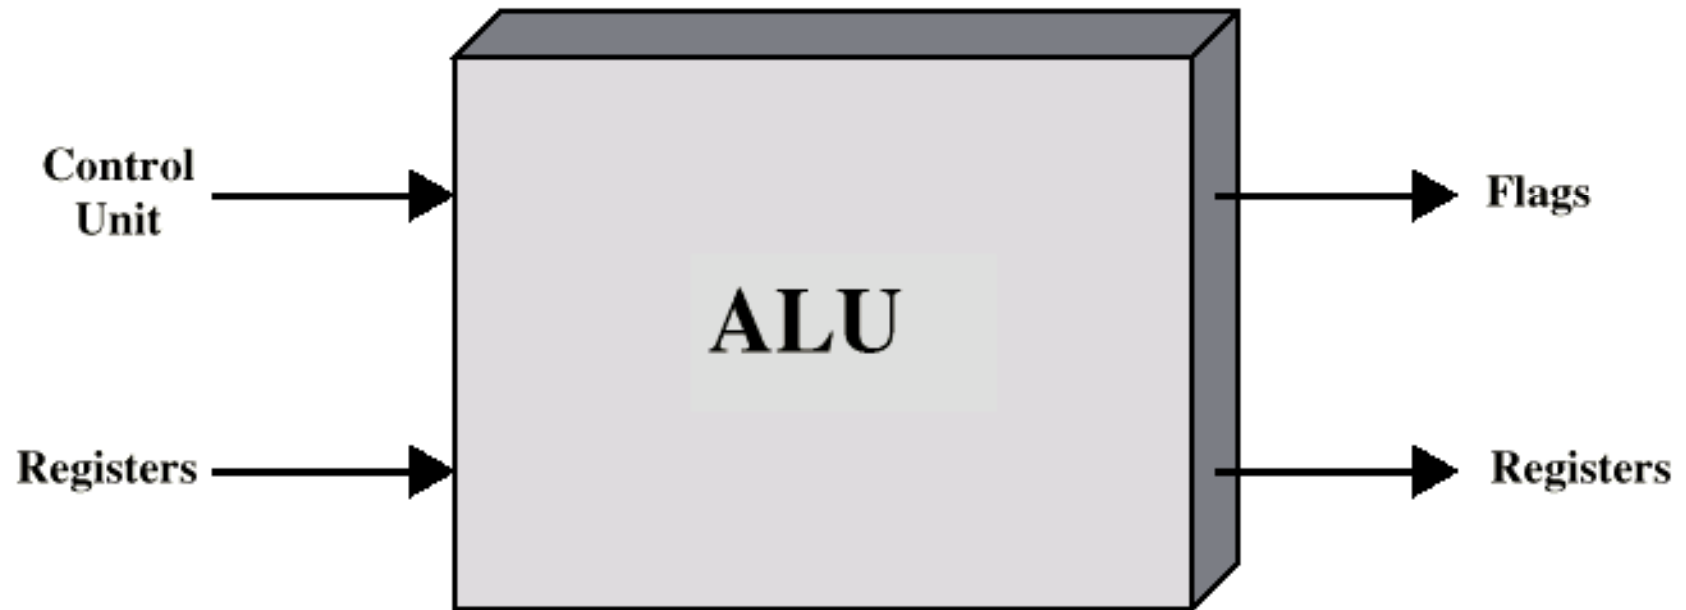 Control
Unit
Flags
ALU
Registers
Registers